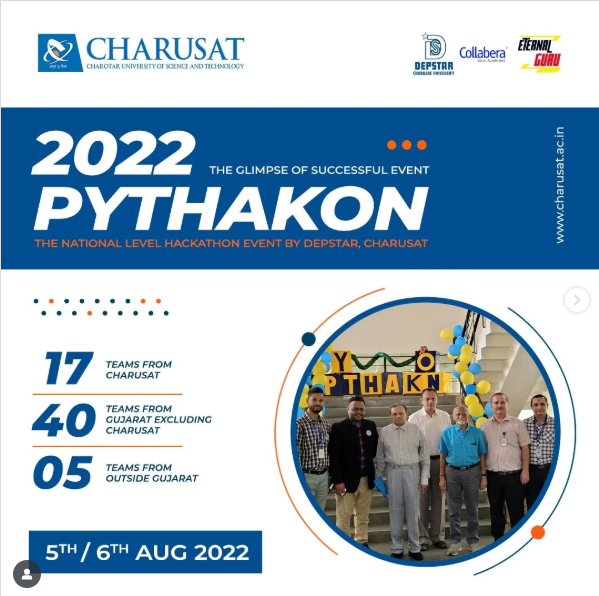 CHARUSAT
CHAROTAR UNIVERSITY OF SCIENCE AND TECHNOLOGY
DEPSTAR
CHARUSAT UNIVERSITY
Collabera
ETERNAL
GURU
2022
THE GLIMPSE OF SUCCESSFUL EVENT
PYTHAKON
THE NATIONAL LEVEL HACKATHON EVENT BY DEPSTAR, CHARUSAT
www.charusat.ac.in
17 TEAMS FROM
CHARUSAT
40 TEAMS FROM
GUJARAT EXCLUDING
CHARUSAT
05 TEAMS FROM
OUTSIDE GUJARAT
Y O
PTHAKN
5TH / 6TH AUG 2022